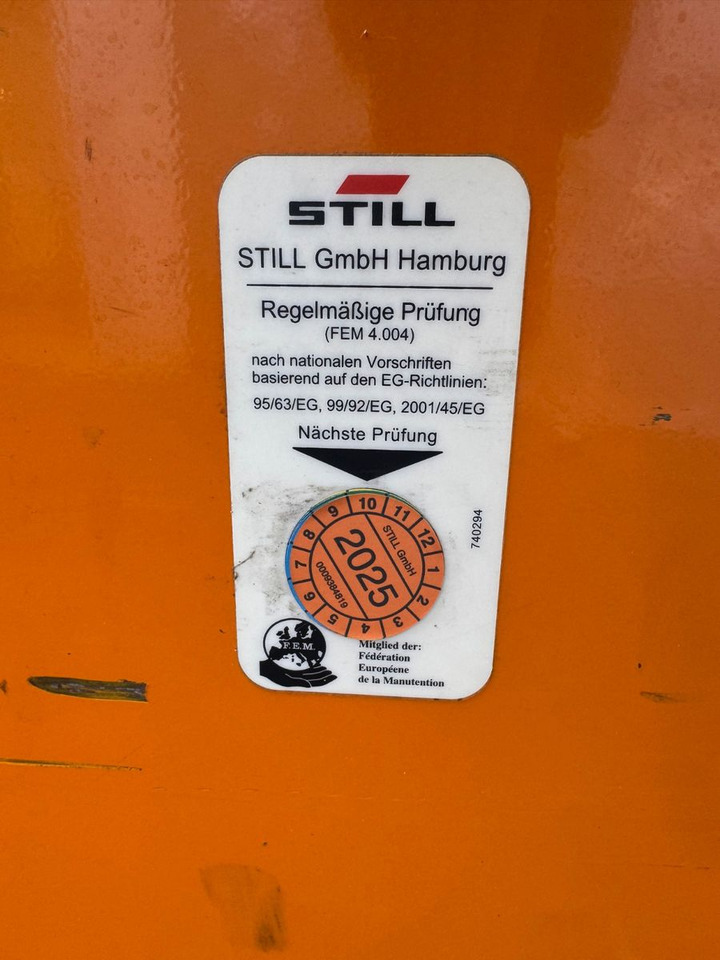 STILL
STILL GmbH Hamburg
Regelmäßige Prüfung
(FEM 4.004)
nach nationalen Vorschriften
basierend auf den EG-Richtlinien:
95/63/EG, 99/92/EG, 2001/45/EG
Nächste Prüfung
10
11
12
1
2
3
4
5
6
7
8
9
STILL GmbH
2025
0009384819
740294
F.E.M.
Mitglied der:
Fédération
Européene
de la Manutention